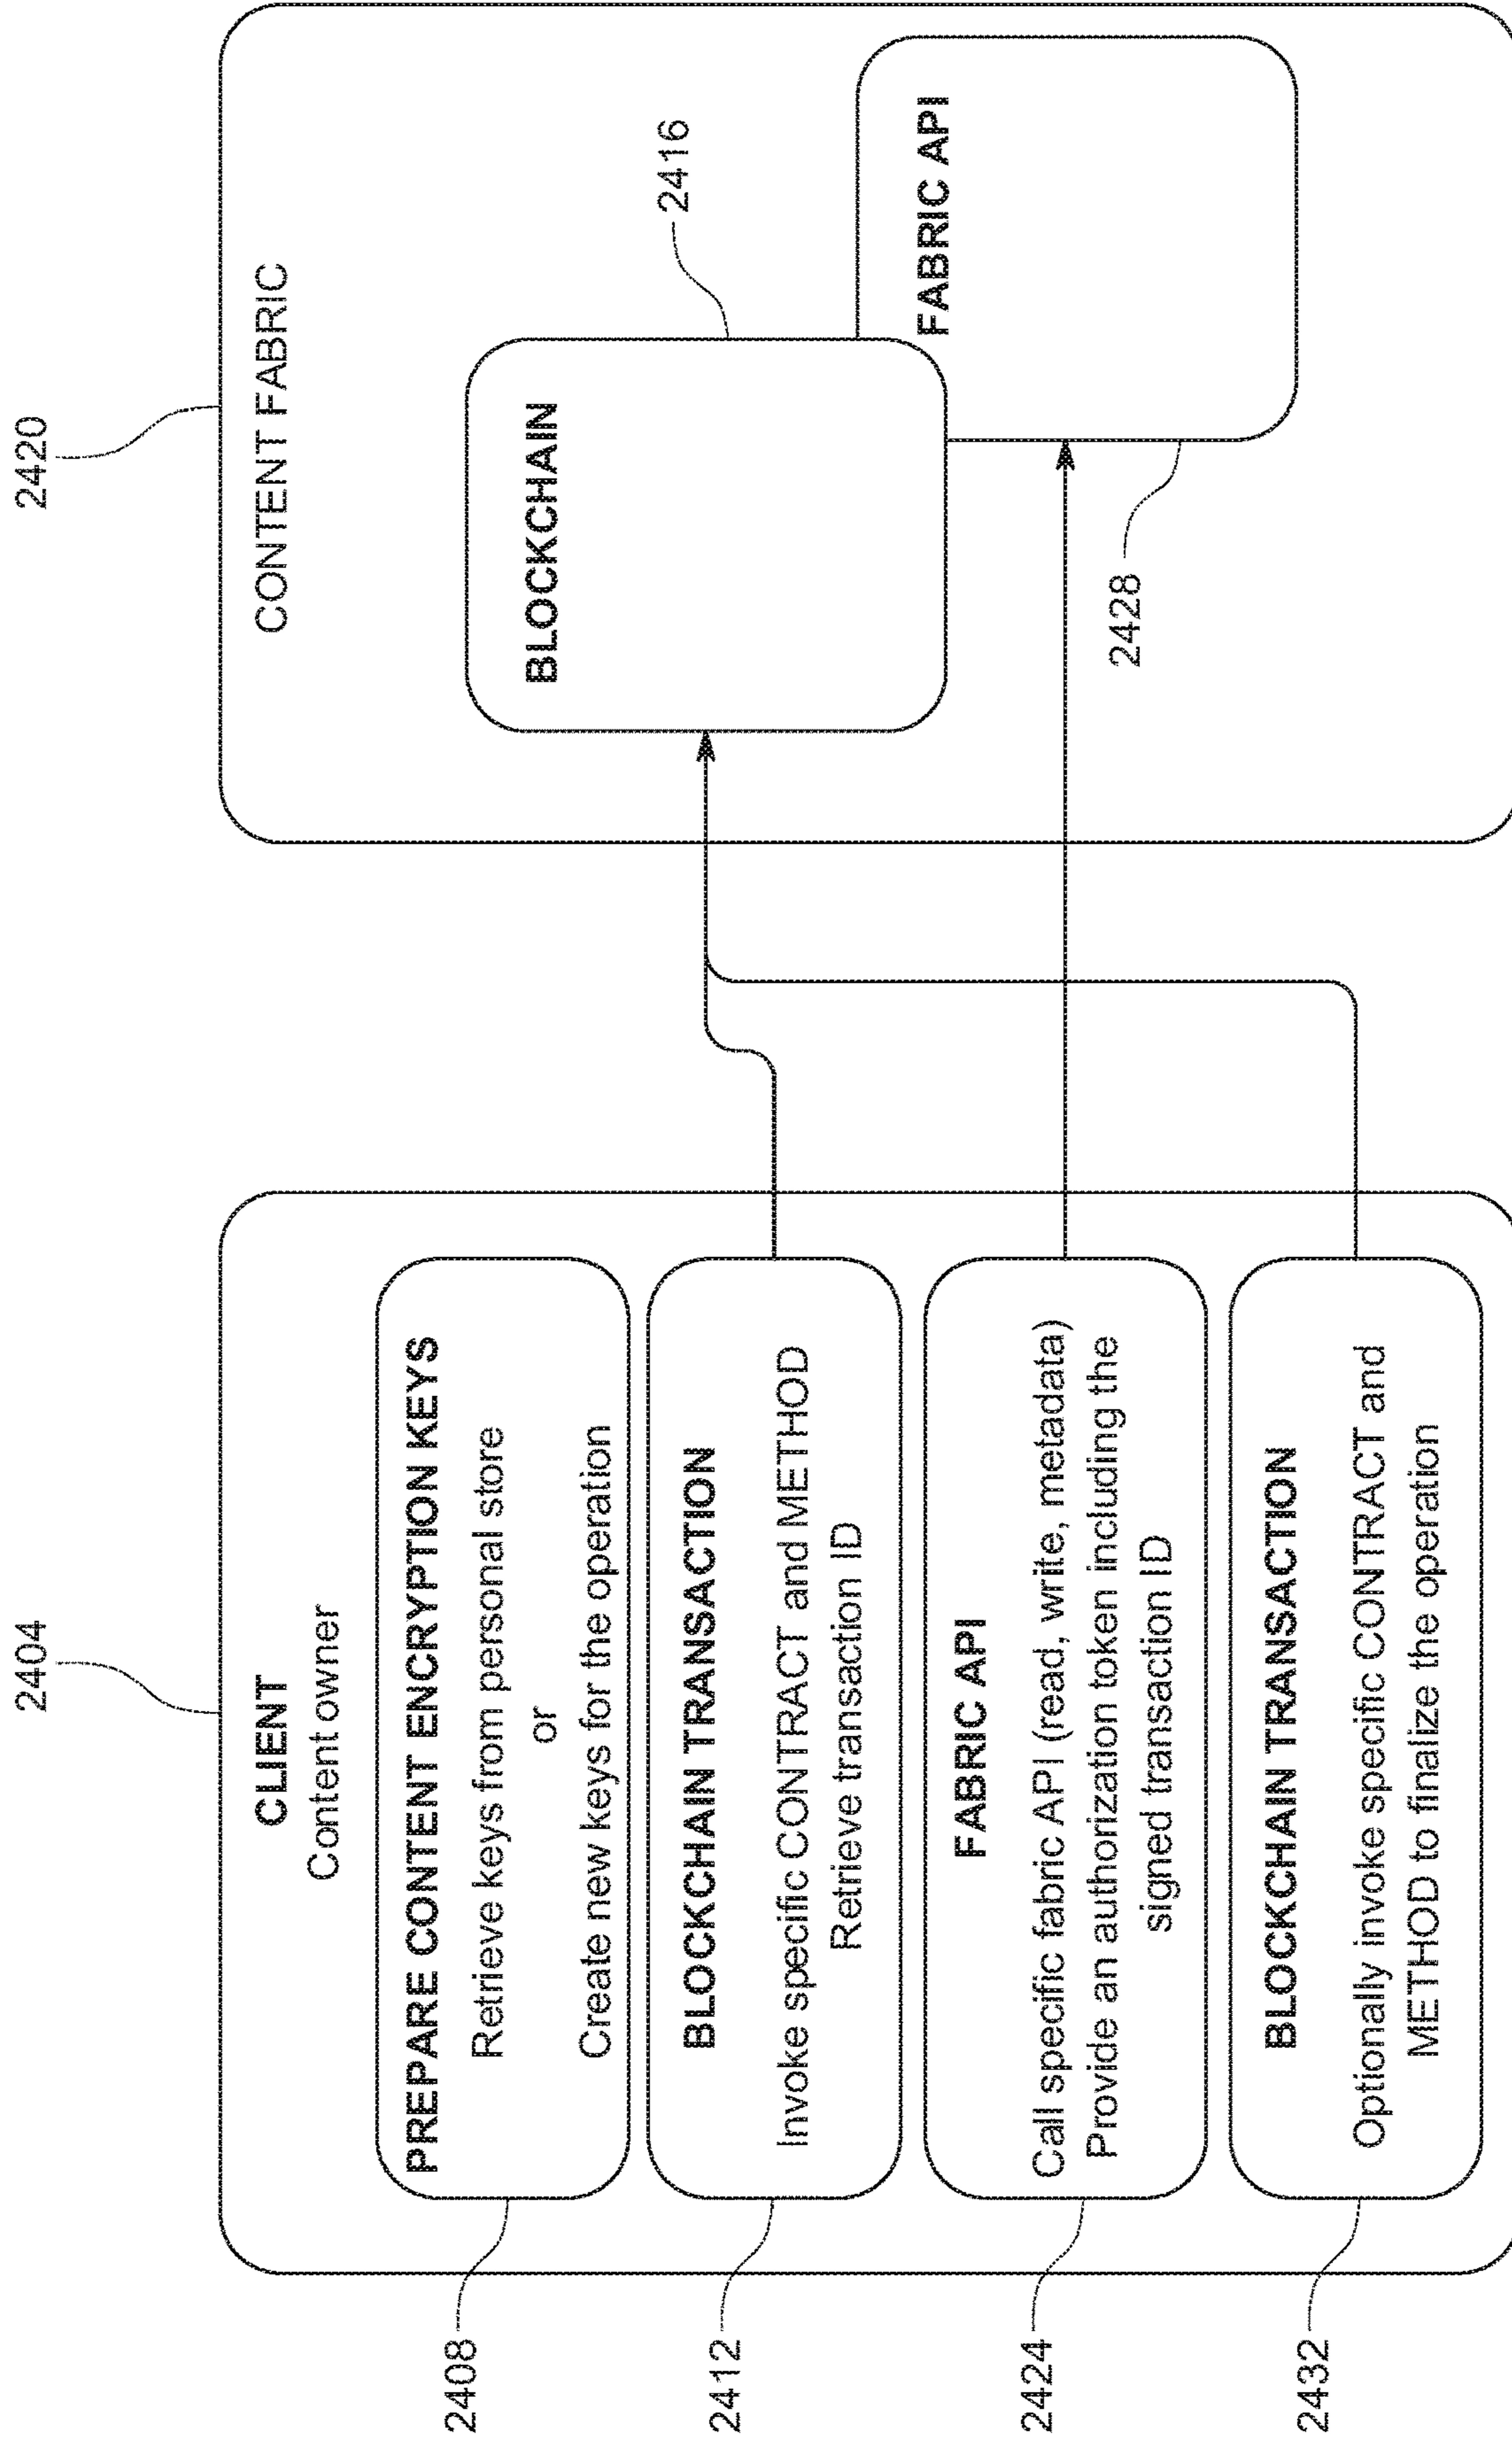 2404
CLIENT
Content owner
2408
PREPARE CONTENT ENCRYPTION KEYS
Retrieve keys from personal store
or
Create new keys for the operation
2412
BLOCKCHAIN TRANSACTION
Invoke specific CONTRACT and METHOD
Retrieve transaction ID
2424
FABRIC API
Call specific fabric API (read, write, metadata)
Provide an authorization token including the
signed transaction ID
2432
BLOCKCHAIN TRANSACTION
Optionally invoke specific CONTRACT and
METHOD to finalize the operation
2420
CONTENT FABRIC
BLOCKCHAIN
2416
FABRIC API
2428